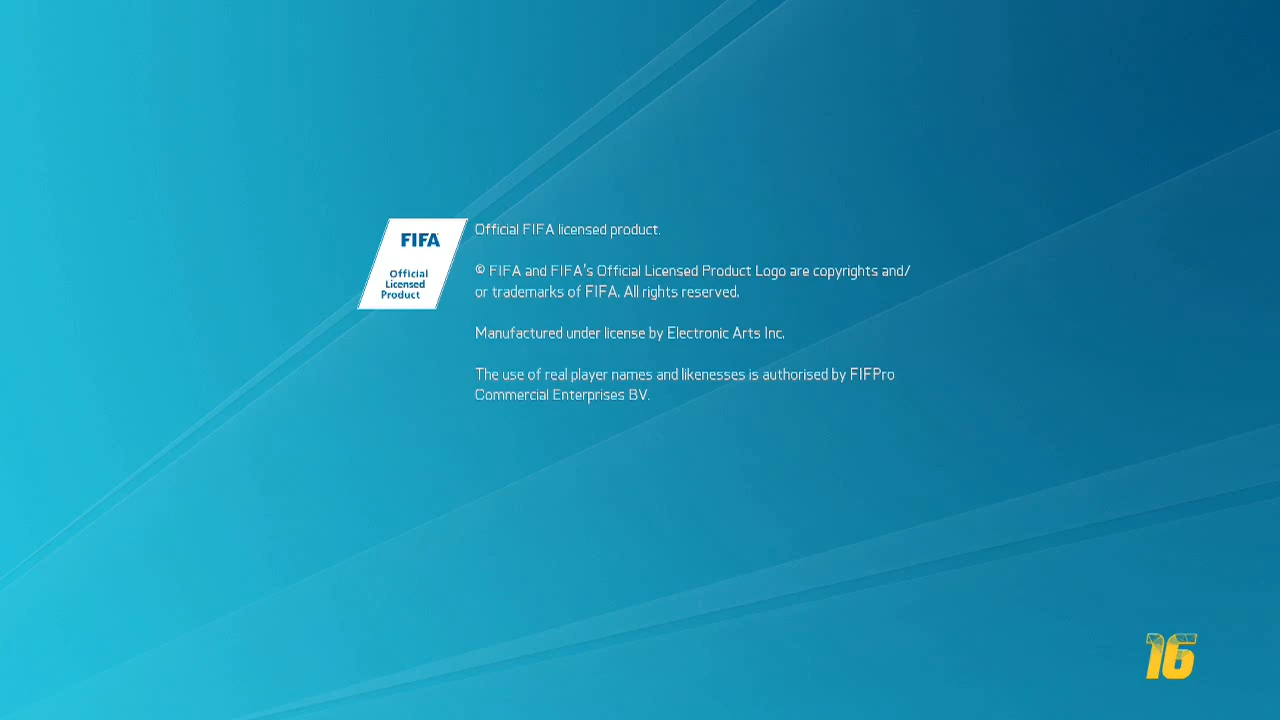 FIFA
Official
Licensed
Product
Official FIFA licensed product.
© FIFA and FIFA's Official Licensed Product Logo are copyrights and/
or trademarks of FIFA. All rights reserved.
Manufactured under license by Electronic Arts Inc.
The use of real player names and likenesses is authorised by FIFPro
Commercial Enterprises BV.
16